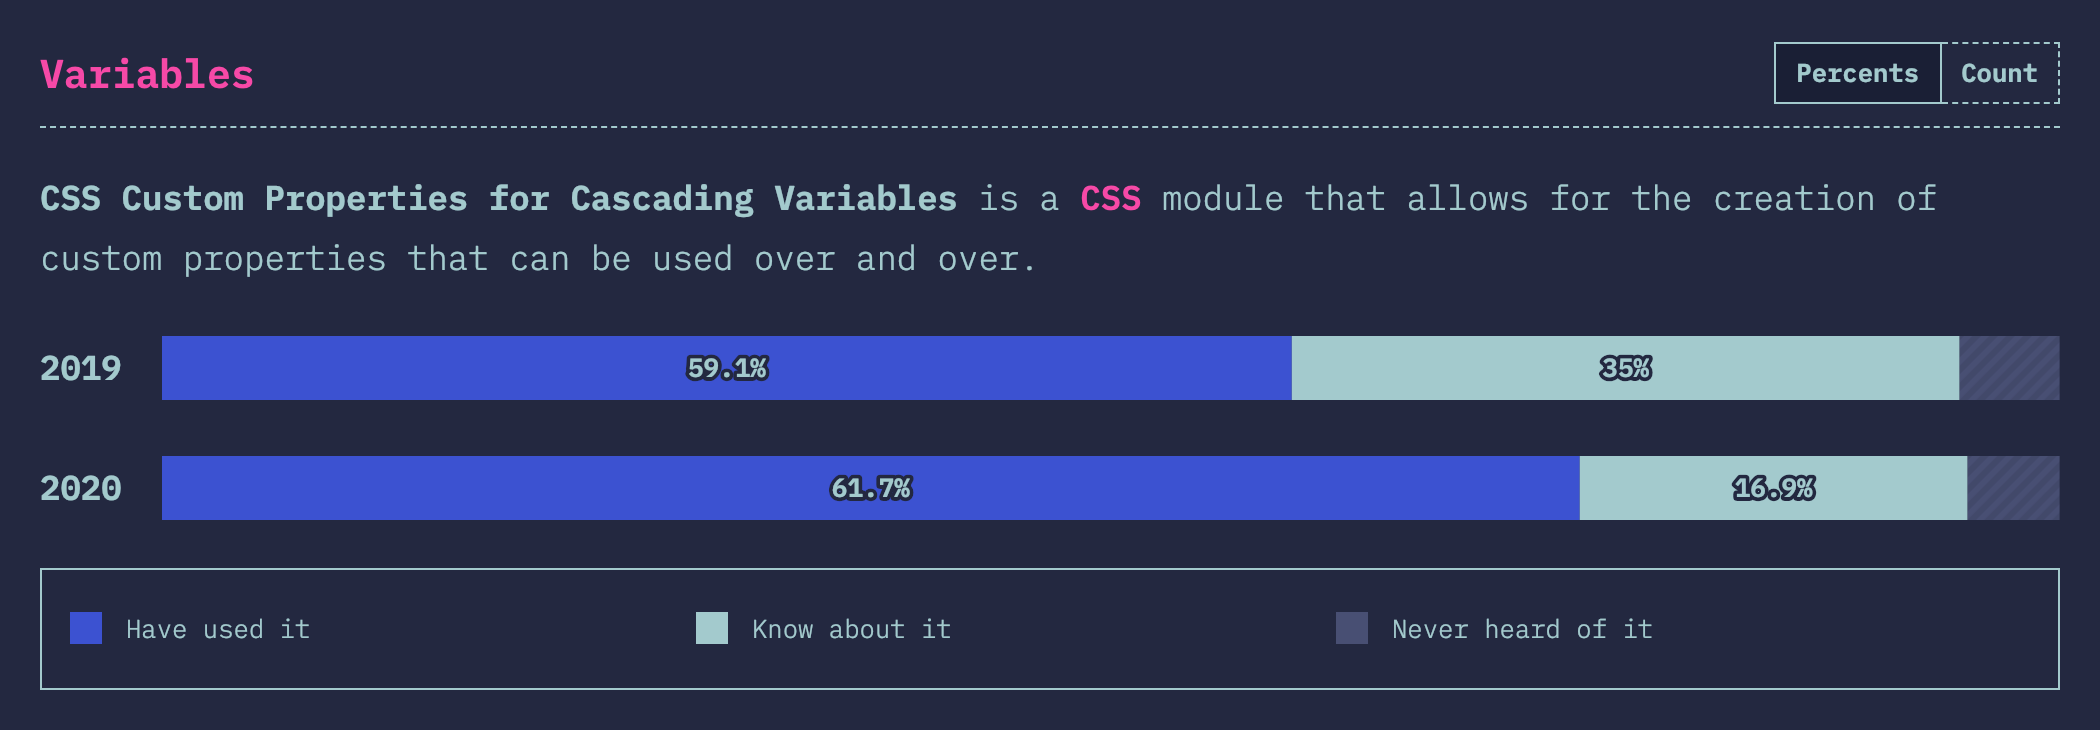 Variables
Percents Count
CSS Custom Properties for Cascading Variables is a CSS module that allows for the creation of
custom properties that can be used over and over.
2019 59.1% 35%
2020 61.7% 16.9%
Have used it Know about it Never heard of it